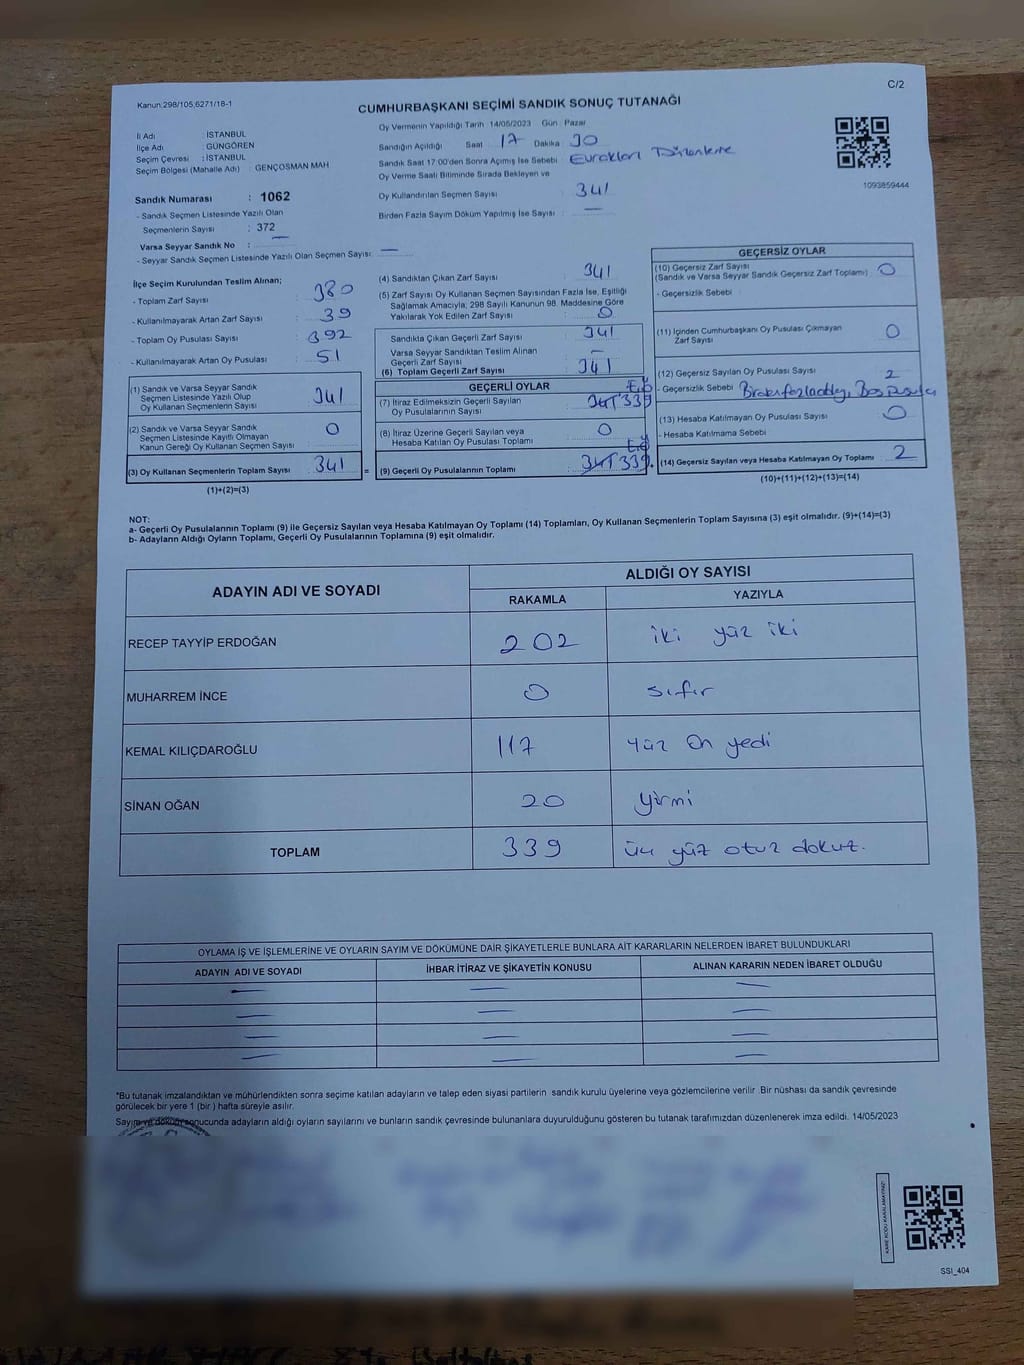 Kanun:298/105,6271/18-1
C/2
CUMHURBAŞKANI SEÇİMİ SANDIK SONUÇ TUTANAĞI
İl Adı : İSTANBUL
İlçe Adı : GÜNGÖREN
Seçim Çevresi : İSTANBUL
Seçim Bölgesi (Mahalle Adı) : GENÇOSMAN MAH
Sandık Numarası : 1062
- Sandık Seçmen Listesinde Yazılı Olan
Seçmenlerin Sayısı : 372
Varsa Seyyar Sandık No : —
- Seyyar Sandık Seçmen Listesinde Yazılı Olan Seçmen Sayısı: —
Oy Vermenin Yapıldığı Tarih :14/05/2023 Gün : Pazar
Sandığın Açıldığı Saat 17 Dakika 30
Sandık Saat 17:00'den Sonra Açılmış İse Sebebi Evrakları Düzenleme
Oy Verme Saati Bitiminde Sırada Bekleyen ve
Oy Kullandırılan Seçmen Sayısı : 341
Birden Fazla Sayım Döküm Yapılmış İse Sayısı : —
1093859444
İlçe Seçim Kurulundan Teslim Alınan;
- Toplam Zarf Sayısı : 380
- Kullanılmayarak Artan Zarf Sayısı : 39
- Toplam Oy Pusulası Sayısı : 392
- Kullanılmayarak Artan Oy Pusulası : 51
(1) Sandık ve Varsa Seyyar Sandık
Seçmen Listesinde Yazılı Olup
Oy Kullanan Seçmenlerin Sayısı : 341
(2) Sandık ve Varsa Seyyar Sandık
Seçmen Listesinde Kayıtlı Olmayan
Kanun Gereği Oy Kullanan Seçmen Sayısı : 0
(3) Oy Kullanan Seçmenlerin Toplam Sayısı : 341 =
(1)+(2)=(3)
(4) Sandıktan Çıkan Zarf Sayısı : 341
(5) Zarf Sayısı Oy Kullanan Seçmen Sayısından Fazla İse, Eşitliği
Sağlamak Amacıyla; 298 Sayılı Kanunun 98. Maddesine Göre
Yakılarak Yok Edilen Zarf Sayısı : 0
Sandıkta Çıkan Geçerli Zarf Sayısı : 341
Varsa Seyyar Sandıktan Teslim Alınan
Geçerli Zarf Sayısı : —
(6) Toplam Geçerli Zarf Sayısı : 341
GEÇERLİ OYLAR
(7) İtiraz Edilmeksizin Geçerli Sayılan
Oy Pusulalarının Sayısı : 341 339
(8) İtiraz Üzerine Geçerli Sayılan veya
Hesaba Katılan Oy Pusulası Toplamı : 0
(9) Geçerli Oy Pusulalarının Toplamı : 341 339
GEÇERSİZ OYLAR
(10) Geçersiz Zarf Sayısı
(Sandık ve Varsa Seyyar Sandık Geçersiz Zarf Toplamı) : 0
- Geçersizlik Sebebi :
(11) İçinden Cumhurbaşkanı Oy Pusulası Çıkmayan
Zarf Sayısı : 0
(12) Geçersiz Sayılan Oy Pusulası Sayısı : 2
- Geçersizlik Sebebi
(13) Hesaba Katılmayan Oy Pusulası Sayısı : 0
- Hesaba Katılmama Sebebi
(14) Geçersiz Sayılan veya Hesaba Katılmayan Oy Toplamı : 2
(10)+(11)+(12)+(13)=(14)
NOT:
a- Geçerli Oy Pusulalarının Toplamı (9) ile Geçersiz Sayılan veya Hesaba Katılmayan Oy Toplamı (14) Toplamları, Oy Kullanan Seçmenlerin Toplam Sayısına (3) eşit olmalıdır. (9)+(14)=(3)
b- Adayların Aldığı Oyların Toplamı, Geçerli Oy Pusulalarının Toplamına (9) eşit olmalıdır.
ADAYIN ADI VE SOYADI ALDIĞI OY SAYISI
RAKAMLA YAZIYLA
RECEP TAYYİP ERDOĞAN 202 iki yüz iki
MUHARREM İNCE 0 sıfır
KEMAL KILIÇDAROĞLU 117 yüz on yedi
SİNAN OĞAN 20 yirmi
TOPLAM 339 üç yüz otuz dokuz.
OYLAMA İŞ VE İŞLEMLERİNE VE OYLARIN SAYIM VE DÖKÜMÜNE DAİR ŞİKAYETLERLE BUNLARA AİT KARARLARIN NELERDEN İBARET BULUNDUKLARI
ADAYIN ADI VE SOYADI İHBAR İTİRAZ VE ŞİKAYETİN KONUSU ALINAN KARARIN NEDEN İBARET OLDUĞU
— — —
— — —
— — —
— — —
*Bu tutanak imzalandıktan ve mühürlendikten sonra seçime katılan adayların ve talep eden siyasi partilerin sandık kurulu üyelerine veya gözlemcilerine verilir .Bir nüshası da sandık çevresinde
görülecek bir yere 1 (bir ) hafta süreyle asılır.
Sayım ve döküm sonucunda adayların aldığı oyların sayılarını ve bunların sandık çevresinde bulunanlara duyurulduğunu gösteren bu tutanak tarafımızdan düzenlenerek imza edildi. 14/05/2023
KARE KODU KARALAMAYINIZ!
SSI_404